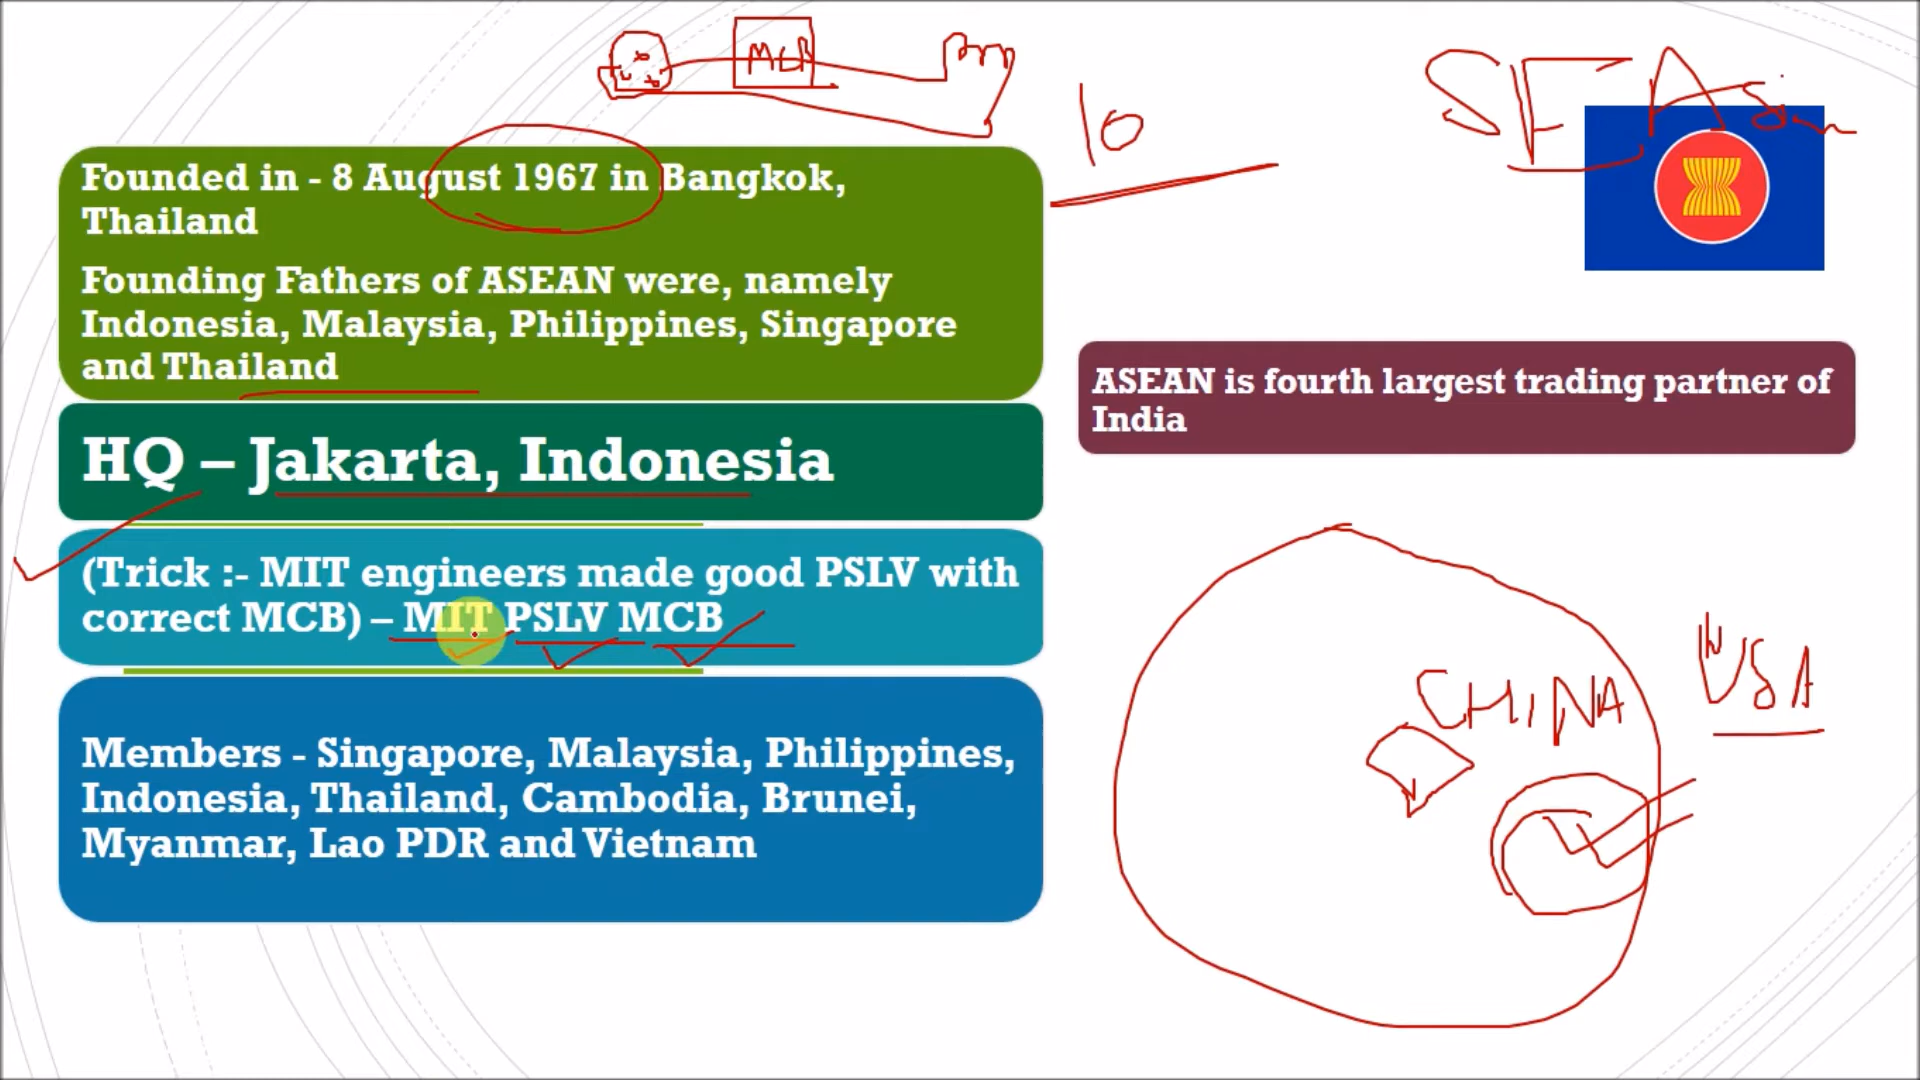 MCB
10
SE Asia
Founded in - 8 August 1967 in Bangkok,
Thailand
Founding Fathers of ASEAN were, namely
Indonesia, Malaysia, Philippines, Singapore
and Thailand
HQ – Jakarta, Indonesia
(Trick :- MIT engineers made good PSLV with
correct MCB) – MIT PSLV MCB
Members - Singapore, Malaysia, Philippines,
Indonesia, Thailand, Cambodia, Brunei,
Myanmar, Lao PDR and Vietnam
ASEAN is fourth largest trading partner of
India
CHINA
USA